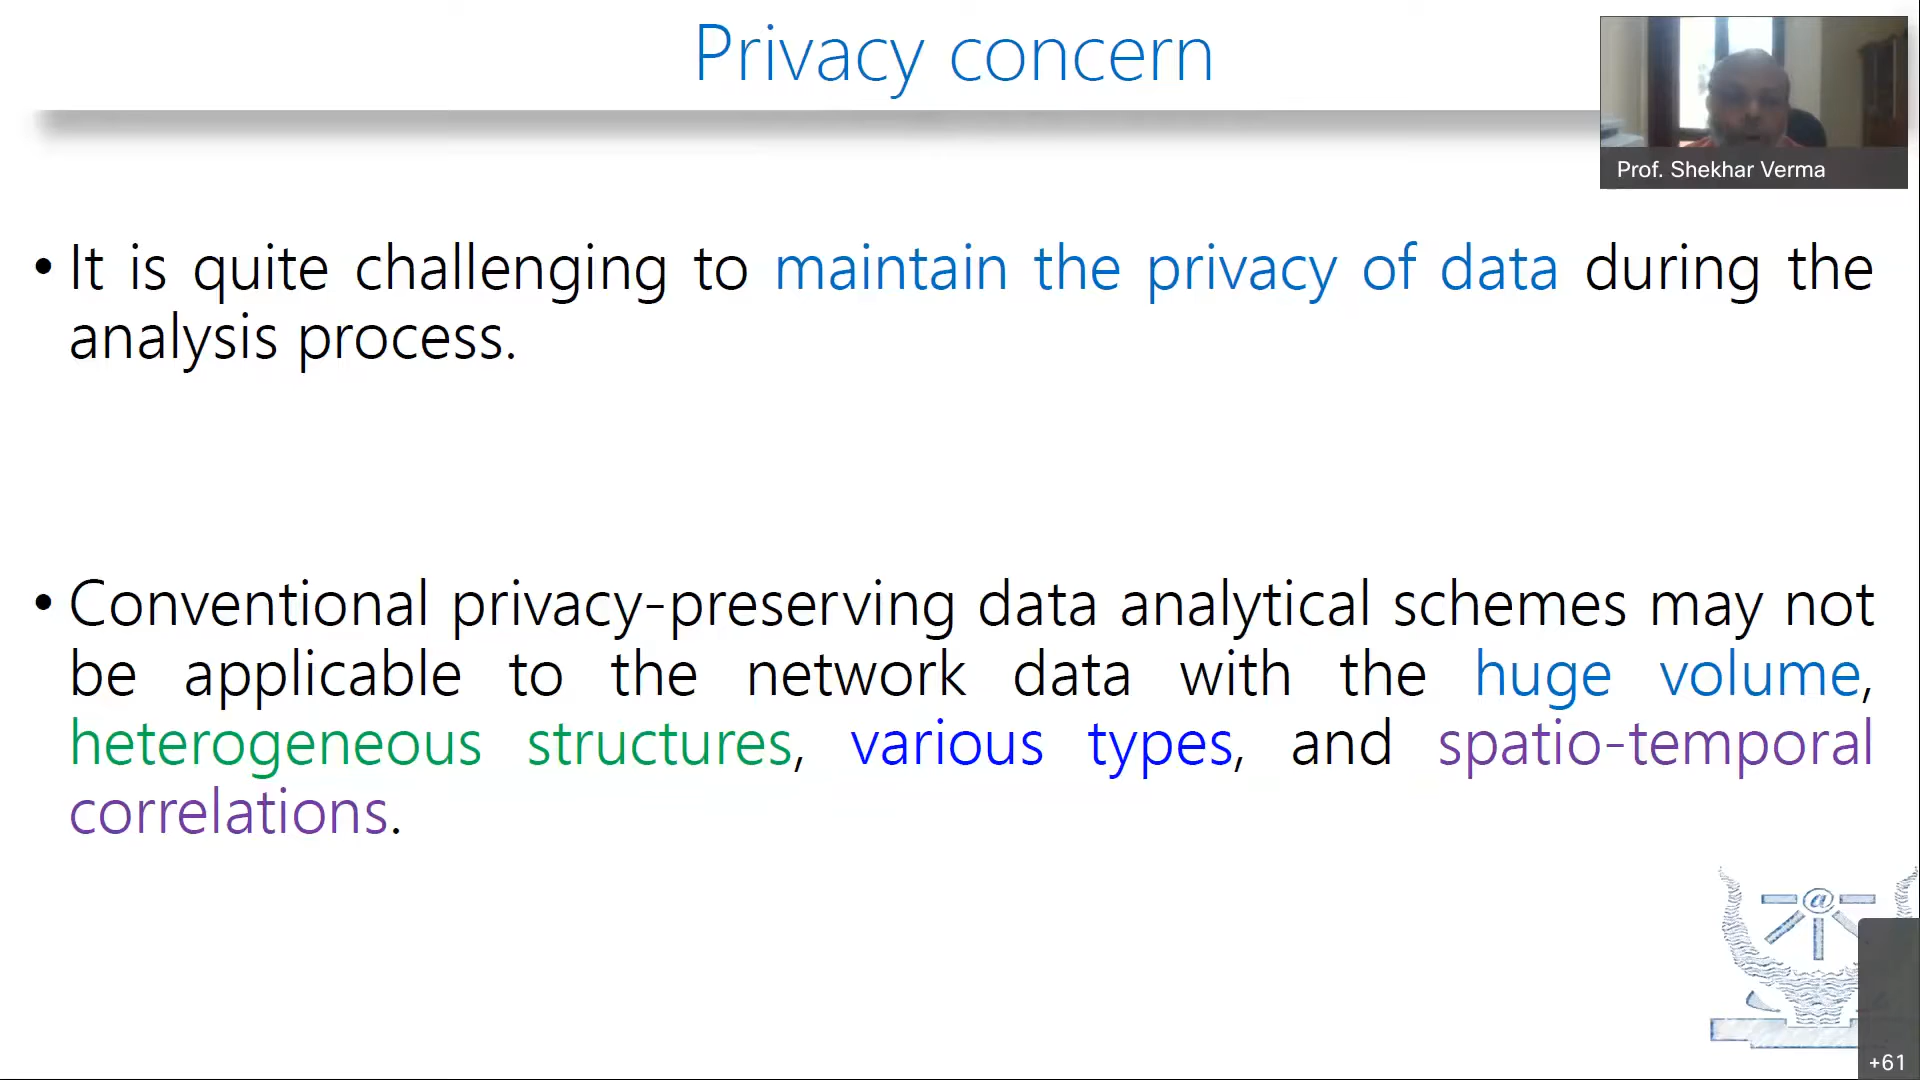 Privacy concern
Prof. Shekhar Verma
• It is quite challenging to maintain the privacy of data during the
analysis process.
• Conventional privacy-preserving data analytical schemes may not
be applicable to the network data with the huge volume,
heterogeneous structures, various types, and spatio-temporal
correlations.
@
+61